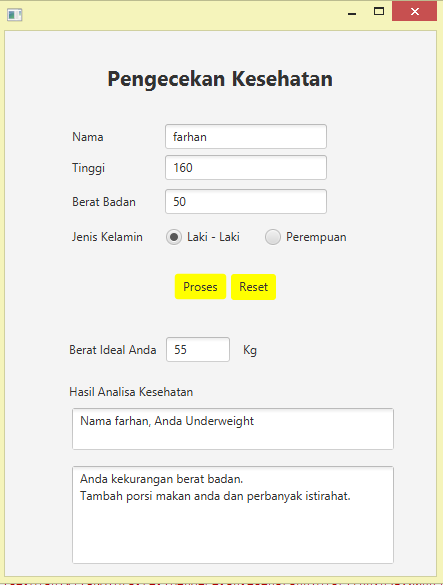 Pengecekan Kesehatan
Nama farhan
Tinggi 160
Berat Badan 50
Jenis Kelamin Laki - Laki Perempuan
Proses Reset
Berat Ideal Anda 55 Kg
Hasil Analisa Kesehatan
Nama farhan, Anda Underweight
Anda kekurangan berat badan.
Tambah porsi makan anda dan perbanyak istirahat.